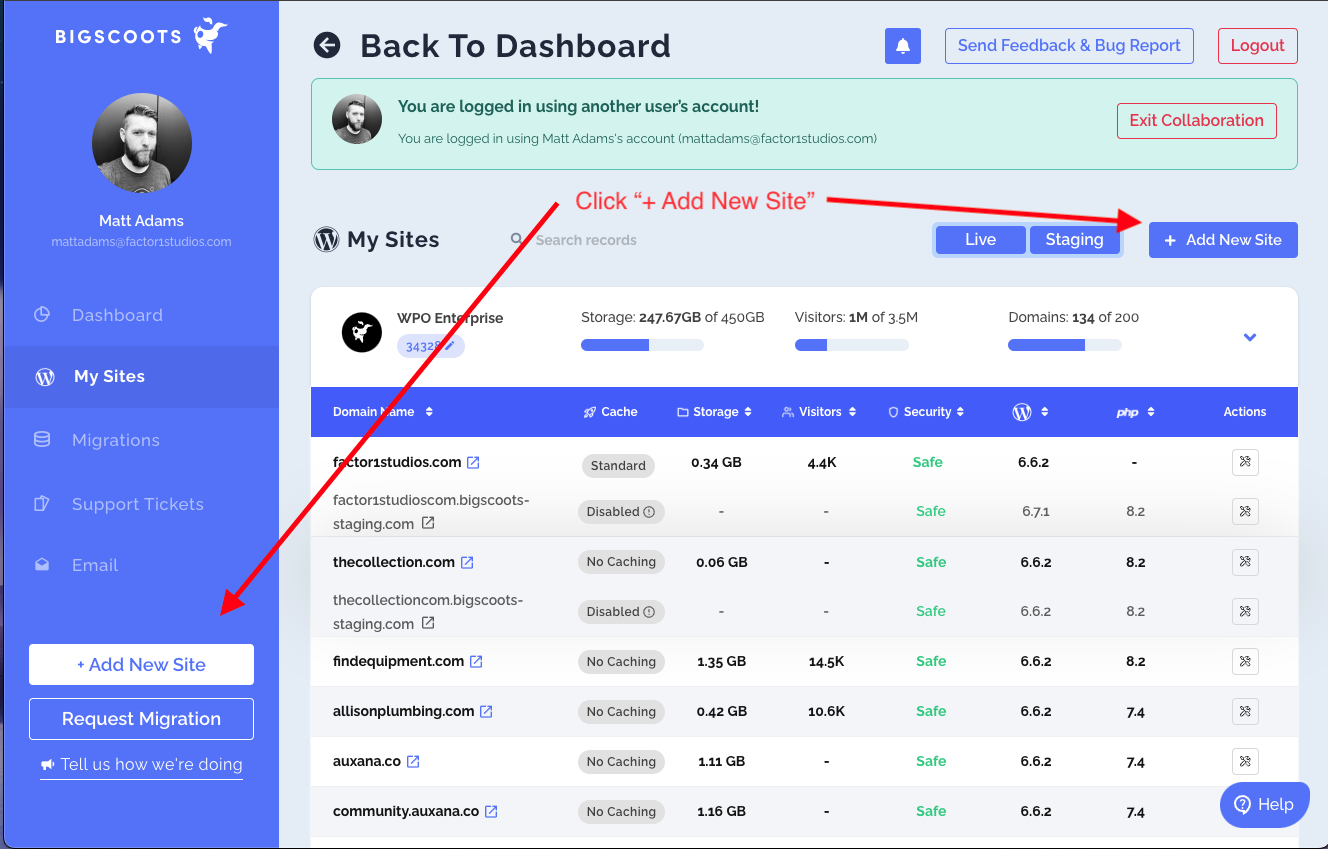 BIGSCOOTS
Matt Adams
mattadams@factor1studios.com
Dashboard
My Sites
Migrations
Support Tickets
Email
+ Add New Site
Request Migration
Tell us how we're doing
Back To Dashboard
Send Feedback & Bug Report
Logout
You are logged in using another user's account!
You are logged in using Matt Adams's account (mattadams@factor1studios.com)
Exit Collaboration
Click “+ Add New Site”
My Sites
Search records
Live
Staging
+ Add New Site
WPO Enterprise
34328
Storage: 247.67GB of 450GB
Visitors: 1M of 3.5M
Domains: 134 of 200
Domain Name Cache Storage Visitors Security php Actions
factor1studios.com Standard 0.34 GB 4.4K Safe 6.6.2 -
factor1studioscom.bigscoots-
staging.com Disabled - - Safe 6.7.1 8.2
thecollection.com No Caching 0.06 GB - Safe 6.6.2 8.2
thecollectioncom.bigscoots-
staging.com Disabled - - Safe 6.6.2 8.2
findequipment.com No Caching 1.35 GB 14.5K Safe 6.6.2 8.2
allisonplumbing.com No Caching 0.42 GB 10.6K Safe 6.6.2 7.4
auxana.co No Caching 1.11 GB - Safe 6.6.2 7.4
community.auxana.co No Caching 1.16 GB - Safe 6.6.2 7.4
Help